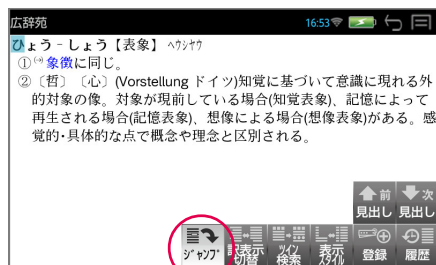 広辞苑 16:53
ひょう‐しょう【表象】 ヘウシヤウ
①⇨象徴に同じ。
②〔哲〕〔心〕(Vorstellung ドイツ)知覚に基づいて意識に現れる外
的対象の像。対象が現前している場合(知覚表象)、記憶によって
再生される場合(記憶表象)、想像による場合(想像表象)がある。感
覚的･具体的な点で概念や理念と区別される。
前 次
見出し 見出し
ジャンプ 訳表示切替 ツイン検索 表示スタイル 登録 履歴